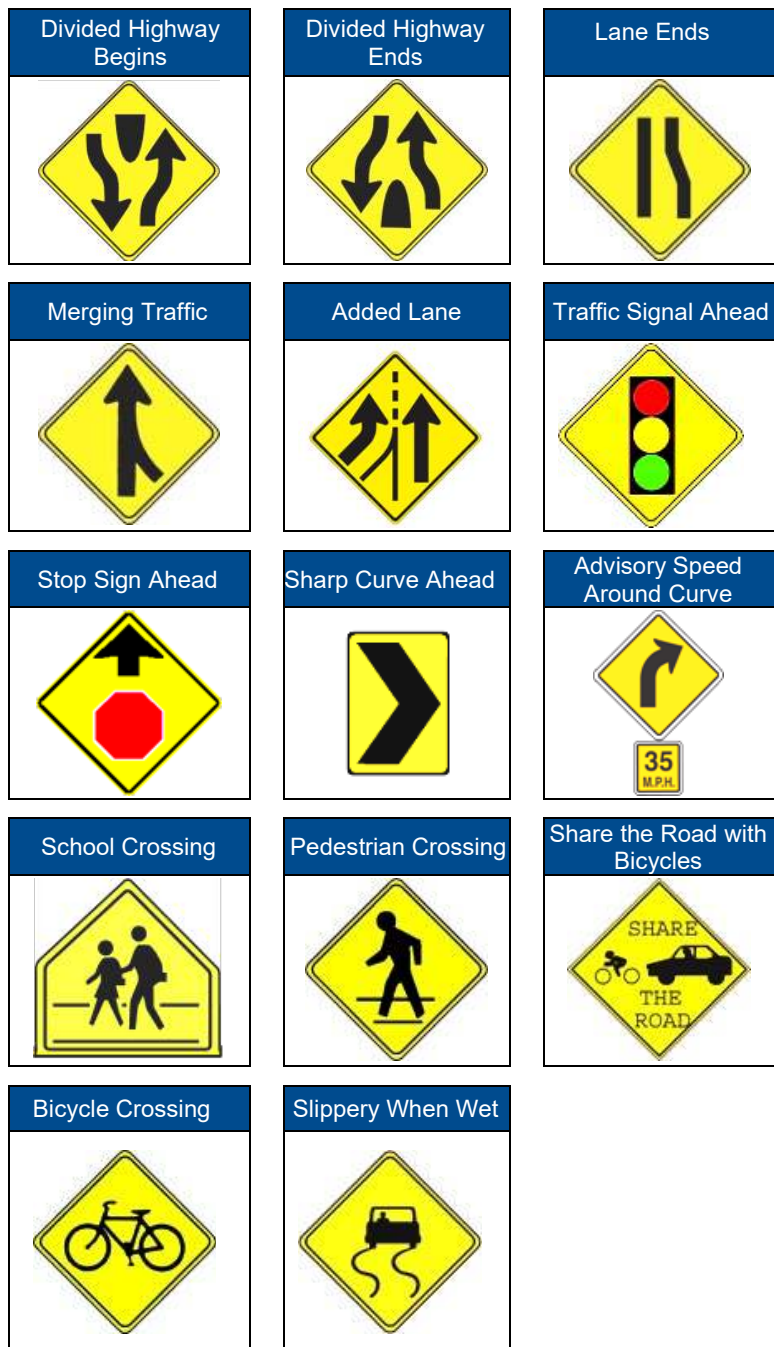 Divided Highway
Begins
Divided Highway
Ends
Lane Ends
Merging Traffic
Added Lane
Traffic Signal Ahead
Stop Sign Ahead
Sharp Curve Ahead
Advisory Speed
Around Curve
35
M.P.H.
School Crossing
Pedestrian Crossing
Share the Road with
Bicycles
SHARE
THE
ROAD
Bicycle Crossing
Slippery When Wet